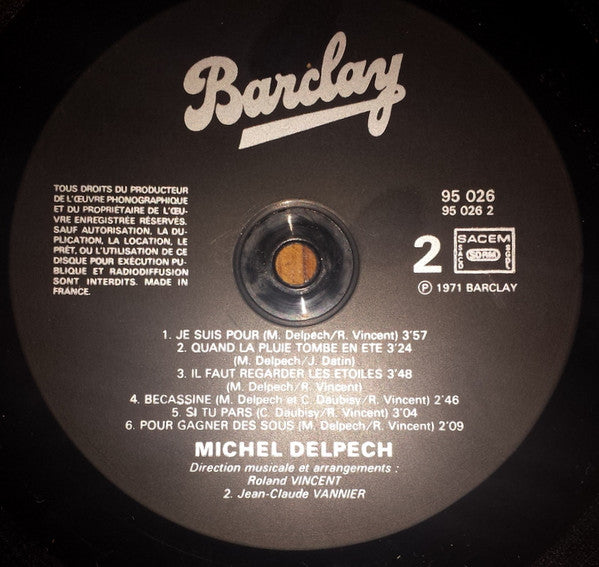 Barclay
TOUS DROITS DU PRODUCTEUR
DE L'ŒUVRE PHONOGRAPHIQUE
ET DU PROPRIÉTAIRE DE L'ŒU-
VRE ENREGISTRÉE RÉSERVÉS.
SAUF AUTORISATION, LA DU-
PLICATION, LA LOCATION, LE
PRÊT, OU L'UTILISATION DE CE
DISQUE POUR EXÉCUTION PU-
BLIQUE ET RADIODIFFUSION
SONT INTERDITS. MADE IN
FRANCE.
95 026
95 026 2
2
SACEM
SACD
SDRM
SGDL
Ⓟ 1971 BARCLAY
1. JE SUIS POUR (M. Delpech/R. Vincent) 3'57
2. QUAND LA PLUIE TOMBE EN ETE 3'24
(M. Delpech/J. Datin)
3. IL FAUT REGARDER LES ETOILES 3'48
(M. Delpech/R. Vincent)
4. BECASSINE (M. Delpech et C. Daubisy/R. Vincent) 2'46
5. SI TU PARS (C. Daubisy/R. Vincent) 3'04
6. POUR GAGNER DES SOUS (M. Delpech/R. Vincent) 2'09
MICHEL DELPECH
Direction musicale et arrangements :
Roland VINCENT
2. Jean-Claude VANNIER